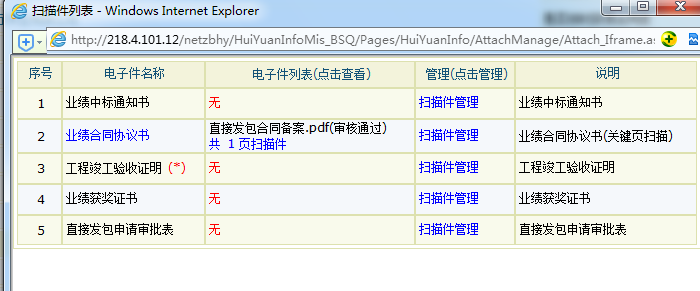 扫描件列表 - Windows Internet Explorer
http://218.4.101.12/netzbhy/HuiYuanInfoMis_BSQ/Pages/HuiYuanInfo/AttachManage/Attach_Iframe.as
序号 电子件名称 电子件列表(点击查看) 管理(点击管理) 说明
1 业绩中标通知书 无 扫描件管理 业绩中标通知书
2 业绩合同协议书 直接发包合同备案.pdf(审核通过) 扫描件管理 业绩合同协议书(关键页扫描)
共 1 页扫描件
3 工程竣工验收证明 (*) 无 扫描件管理 工程竣工验收证明
4 业绩获奖证书 无 扫描件管理 业绩获奖证书
5 直接发包申请审批表 无 扫描件管理 直接发包申请审批表